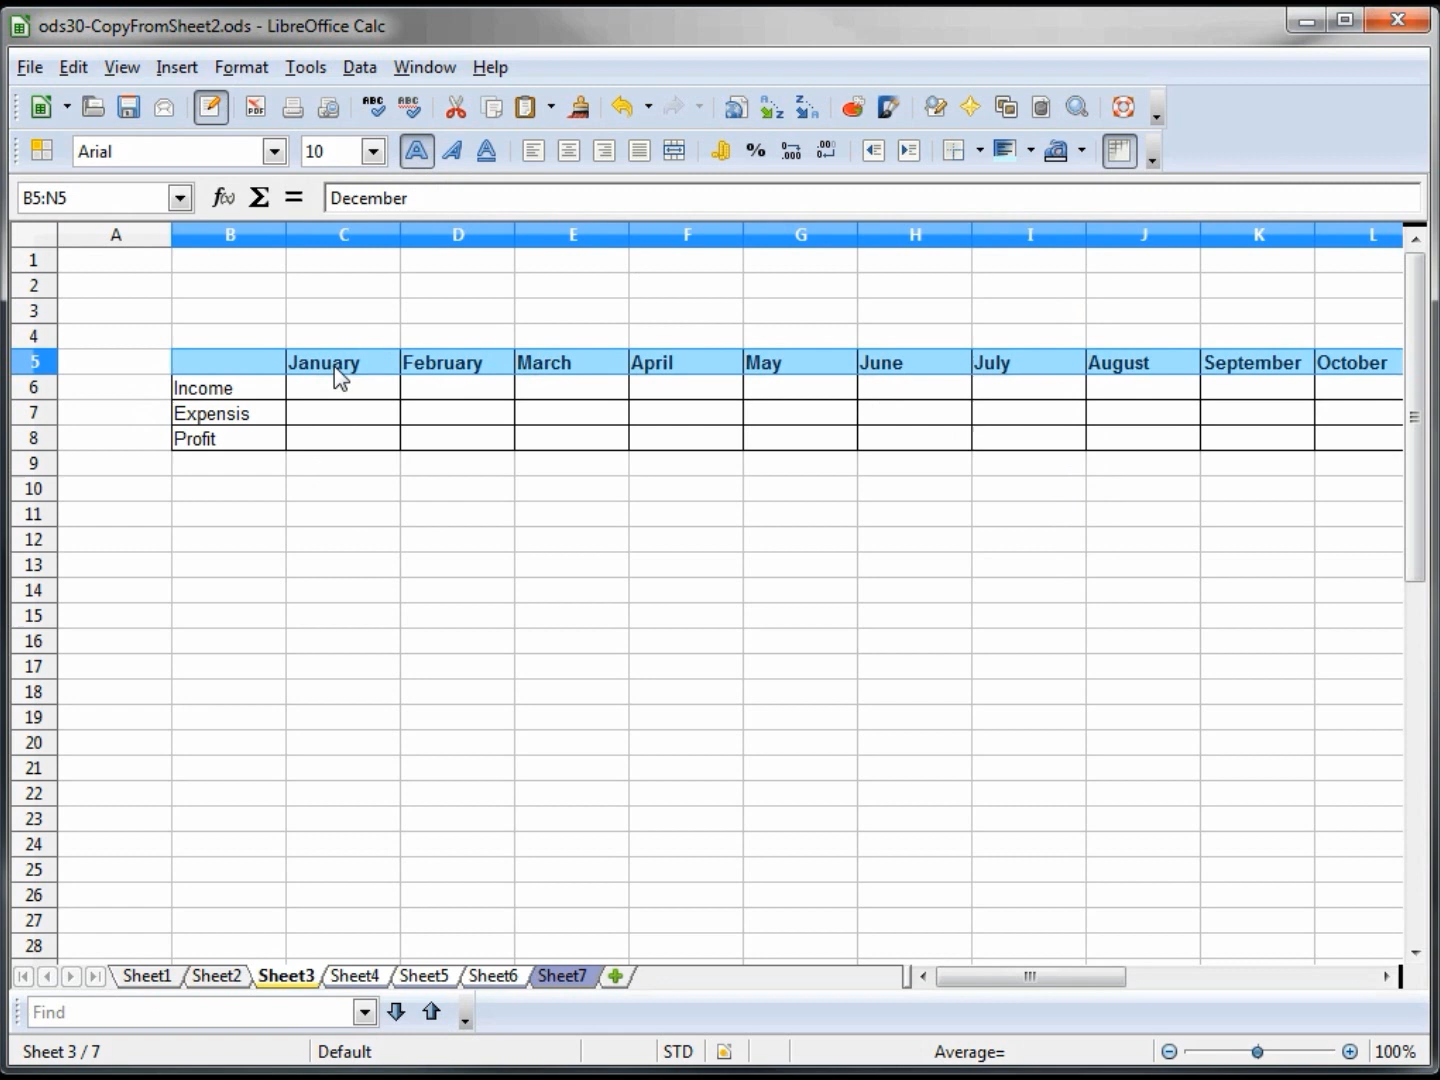 ods30-CopyFromSheet2.ods - LibreOffice Calc
File Edit View Insert Format Tools Data Window Help
Arial 10
B5:N5 December
A B C D E F G H I J K L
1
2
3
4
5 January February March April May June July August September October
6 Income
7 Expensis
8 Profit
9
10
11
12
13
14
15
16
17
18
19
20
21
22
23
24
25
26
27
28
Sheet1 Sheet2 Sheet3 Sheet4 Sheet5 Sheet6 Sheet7
Find
Sheet 3 / 7 Default STD Average= 100%